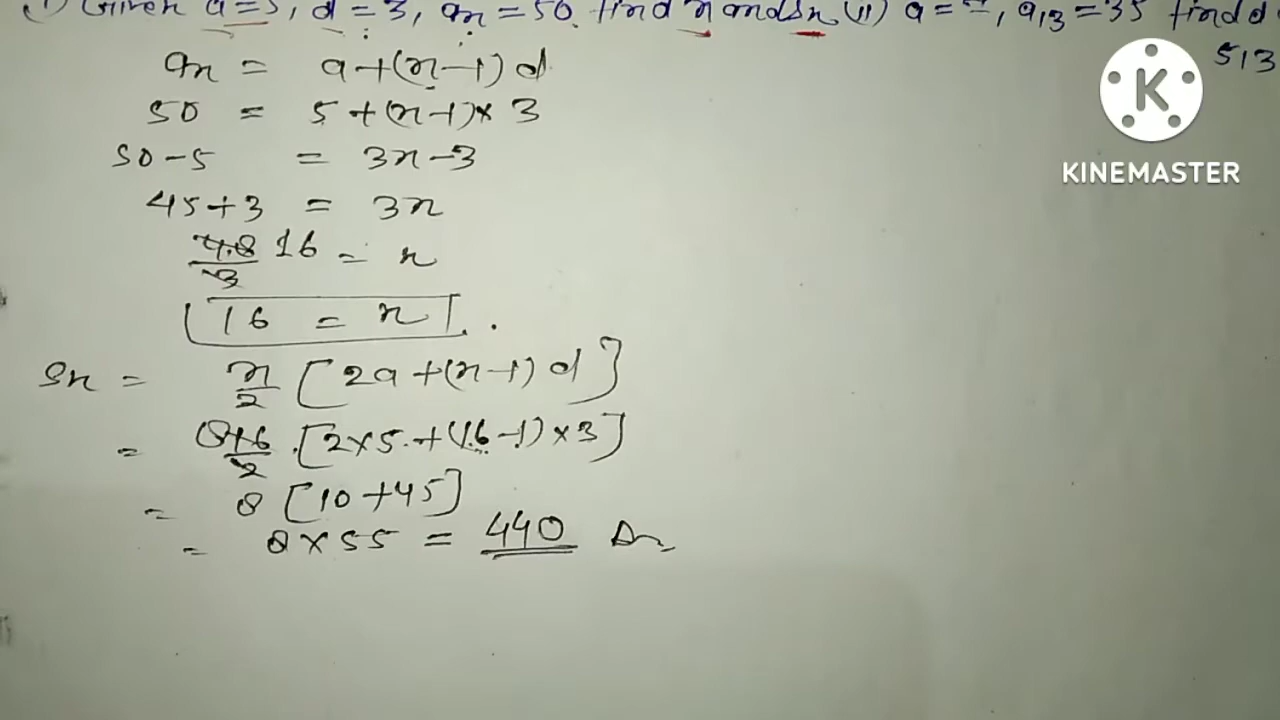 (i) Given a=5, d=3, an=50 find n and Sn (ii) a=7, a13=35 find d
S13
an = a+(n-1)d
50 = 5+(n-1)×3
50-5 = 3n-3
45+3 = 3n
48/3 16 = n
16 = n
Sn = n/2 [2a+(n-1)d]
= 8 16/2 [2×5+(16-1)×3]
= 8 [10+45]
= 8×55 = 440 Ans
K
KINEMASTER